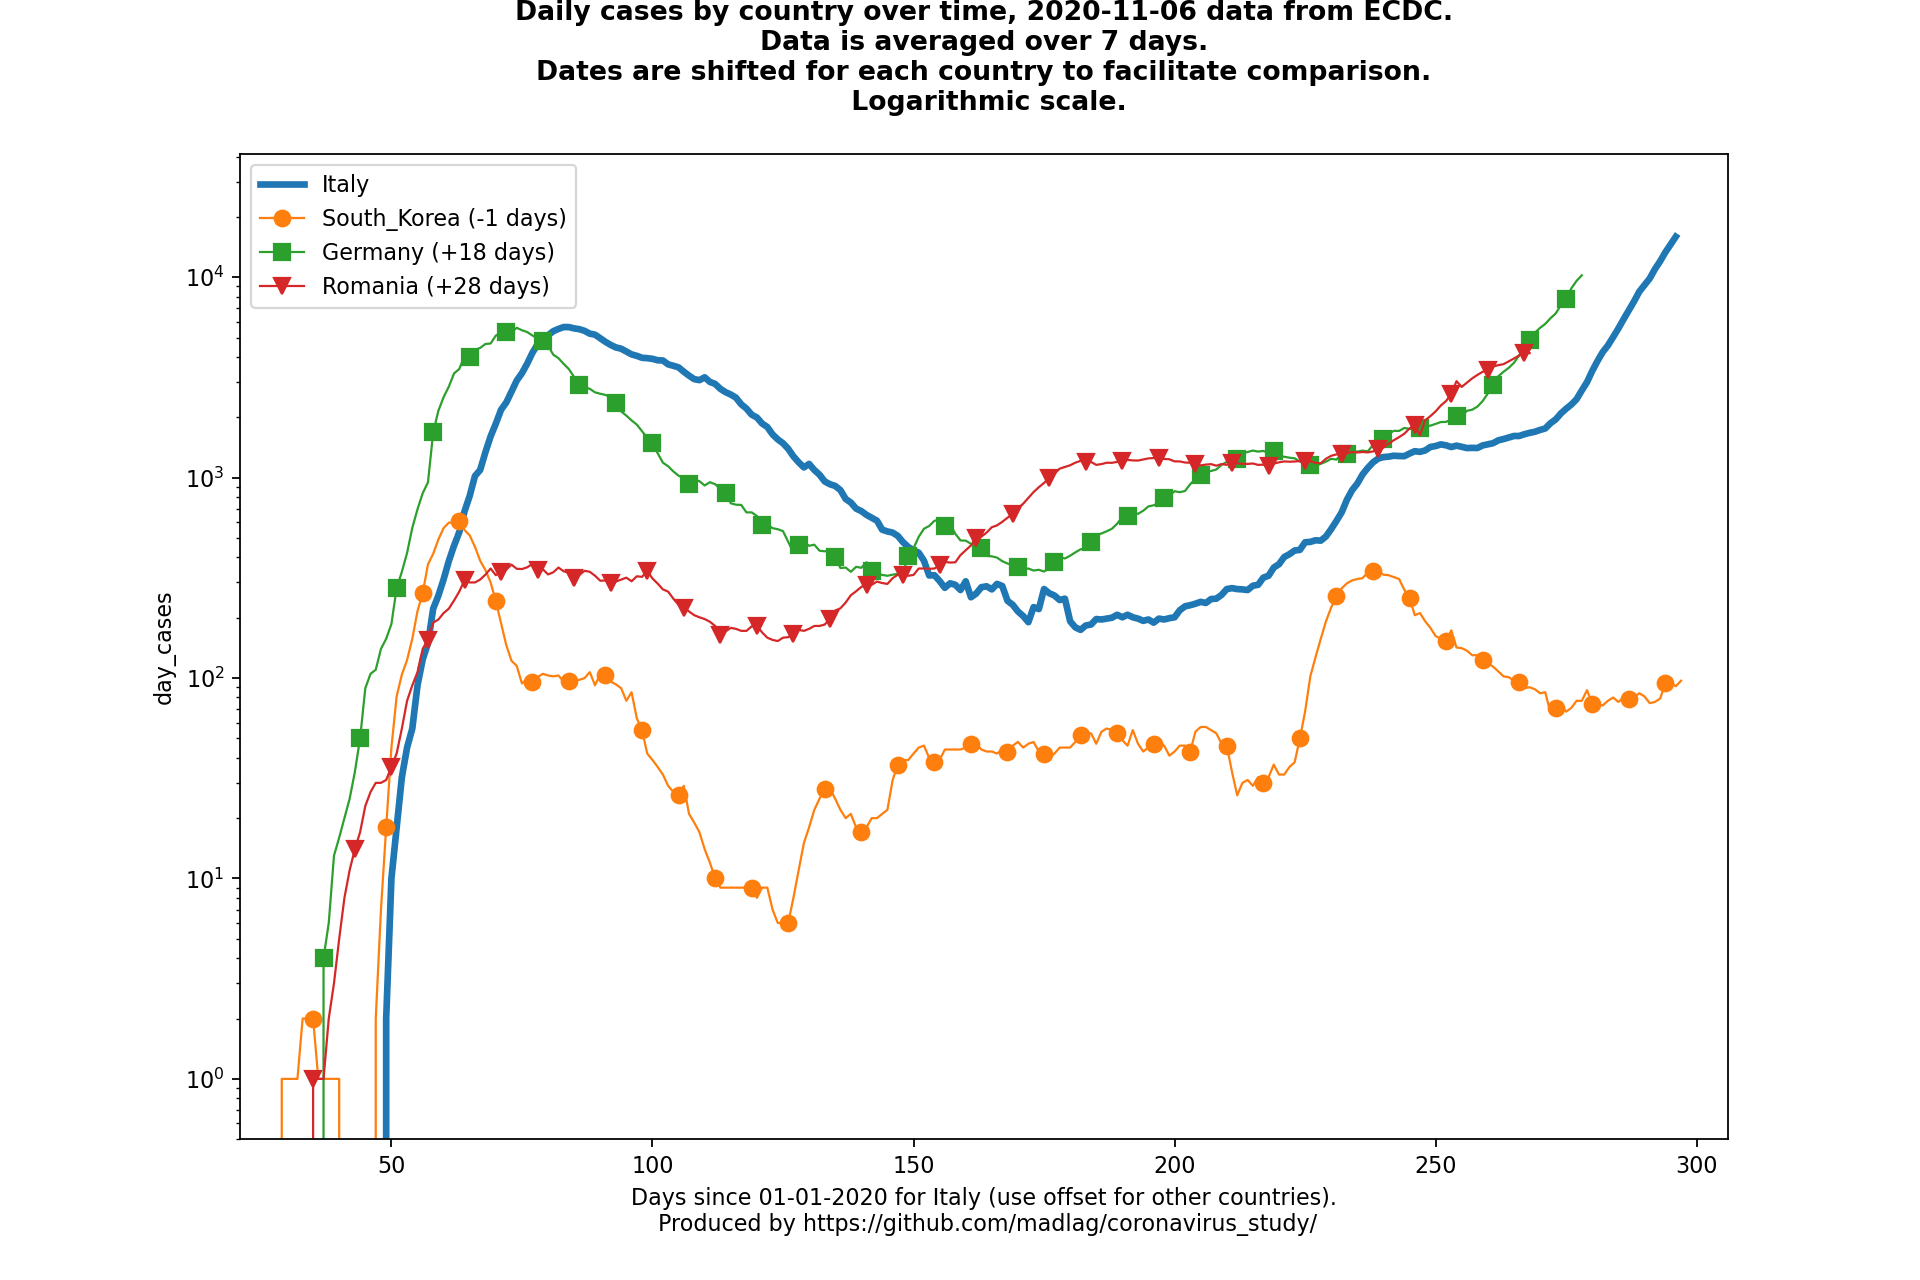 Daily cases by country over time, 2020-11-06 data from ECDC.
Data is averaged over 7 days.
Dates are shifted for each country to facilitate comparison.
Logarithmic scale.
Italy
South_Korea (-1 days)
Germany (+18 days)
Romania (+28 days)
day_cases
10⁴
10³
10²
10¹
10⁰
50 100 150 200 250 300
Days since 01-01-2020 for Italy (use offset for other countries).
Produced by https://github.com/madlag/coronavirus_study/